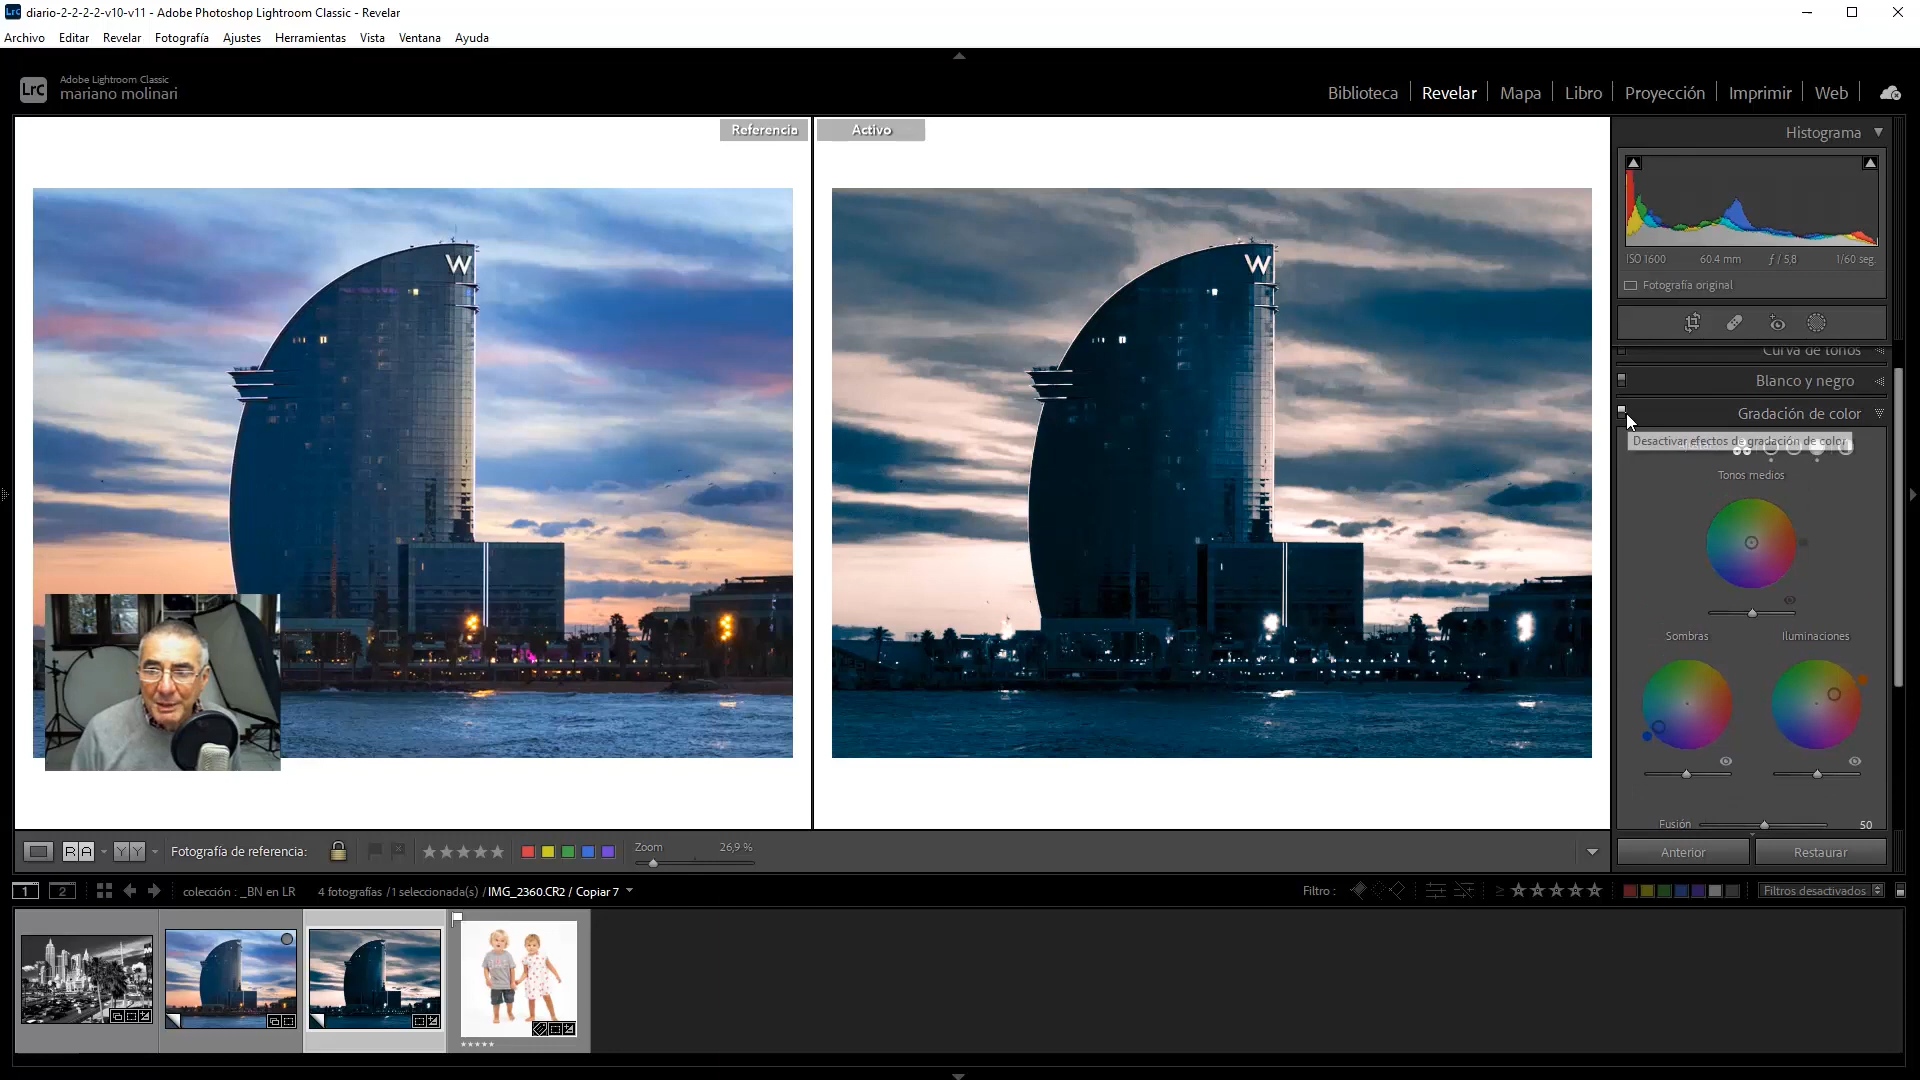 diario-2-2-2-2-v10-v11 - Adobe Photoshop Lightroom Classic - Revelar
Archivo Editar Revelar Fotografía Ajustes Herramientas Vista Ventana Ayuda
LrC
Adobe Lightroom Classic
mariano molinari
Biblioteca Revelar Mapa Libro Proyección Imprimir Web
Referencia
Activo
W
W
Histograma
ISO 1600 60.4 mm ƒ / 5,8 1/60 seg.
Fotografía original
Curva de tonos
Blanco y negro
Gradación de color
Desactivar efectos de gradación de color
Tonos medios
Sombras Iluminaciones
Fusión 50
Anterior Restaurar
R A Y Y Fotografía de referencia: Zoom 26,9 %
1 2 colección : _BN en LR 4 fotografías / 1 seleccionada(s) / IMG_2360.CR2 / Copiar 7 Filtro : Filtros desactivados